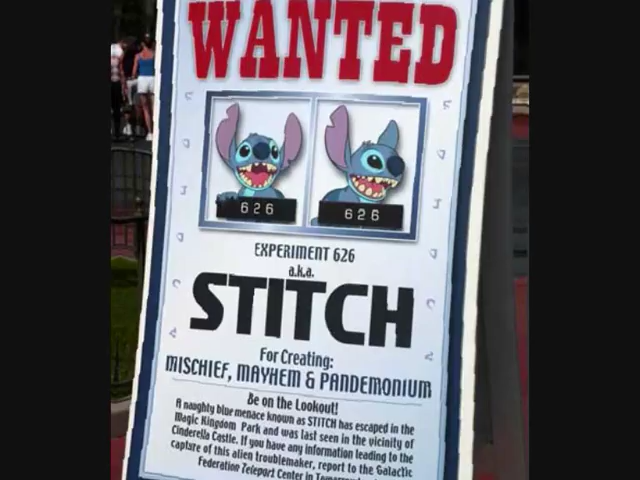 WANTED
626 626
EXPERIMENT 626
a.k.a.
STITCH
For Creating:
MISCHIEF, MAYHEM & PANDEMONIUM
Be on the Lookout!
A naughty blue menace known as STITCH has escaped in the
Magic Kingdom Park and was last seen in the vicinity of
Cinderella Castle. If you have any information leading to the
capture of this alien troublemaker, report to the Galactic
Federation Teleport Center in